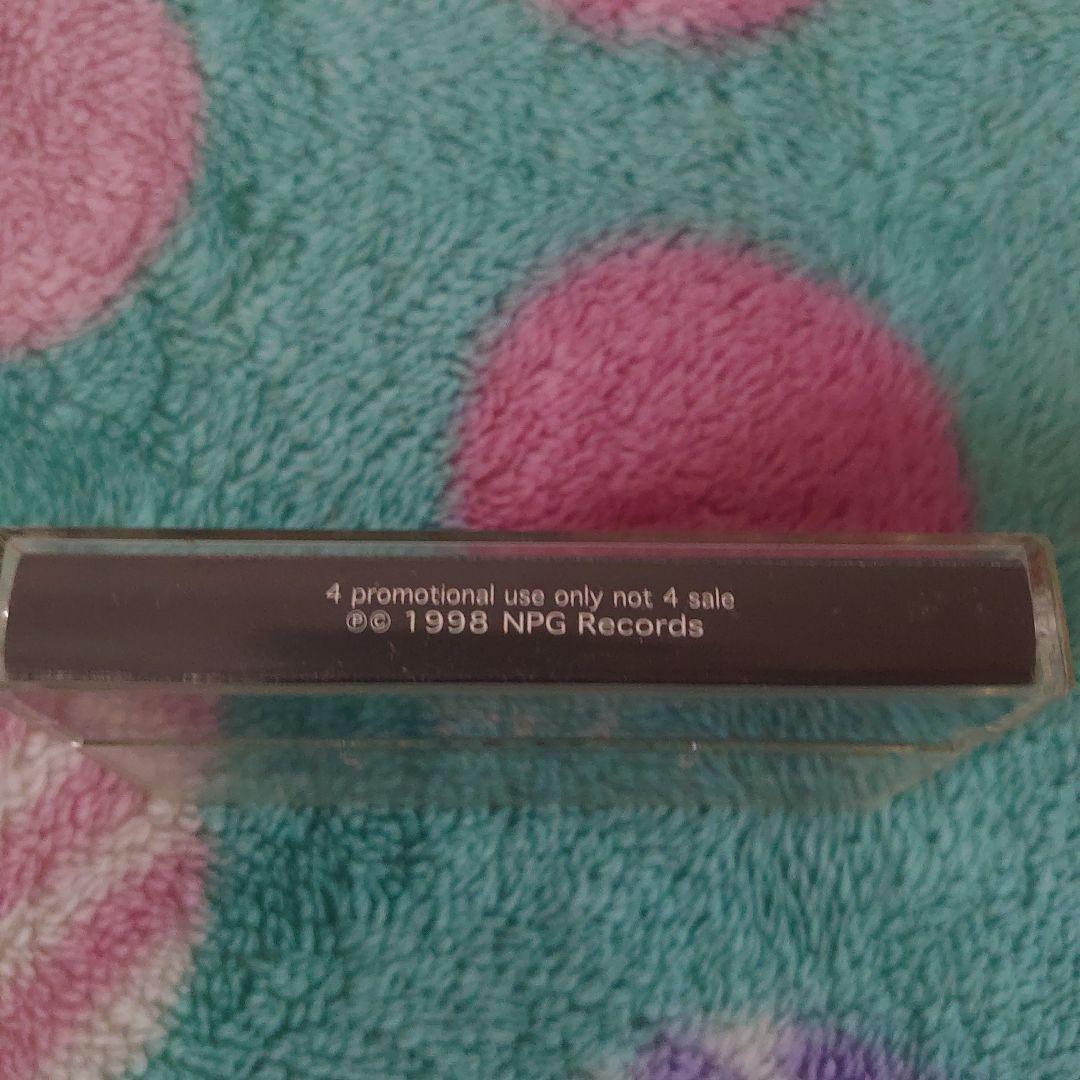 4 promotional use only not 4 sale
℗© 1998 NPG Records